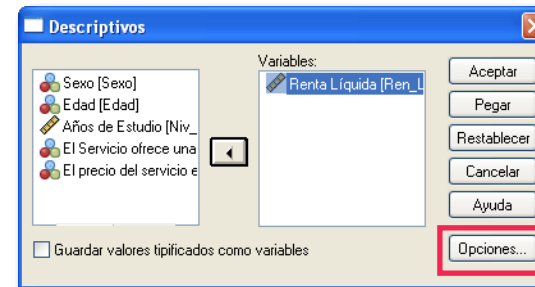 Descriptivos
Sexo [Sexo]
Edad [Edad]
Años de Estudio [Niv_
El Servicio ofrece una
El precio del servicio e
Variables:
Renta Líquida [Ren_L
Aceptar
Pegar
Restablecer
Cancelar
Ayuda
Opciones...
Guardar valores tipificados como variables